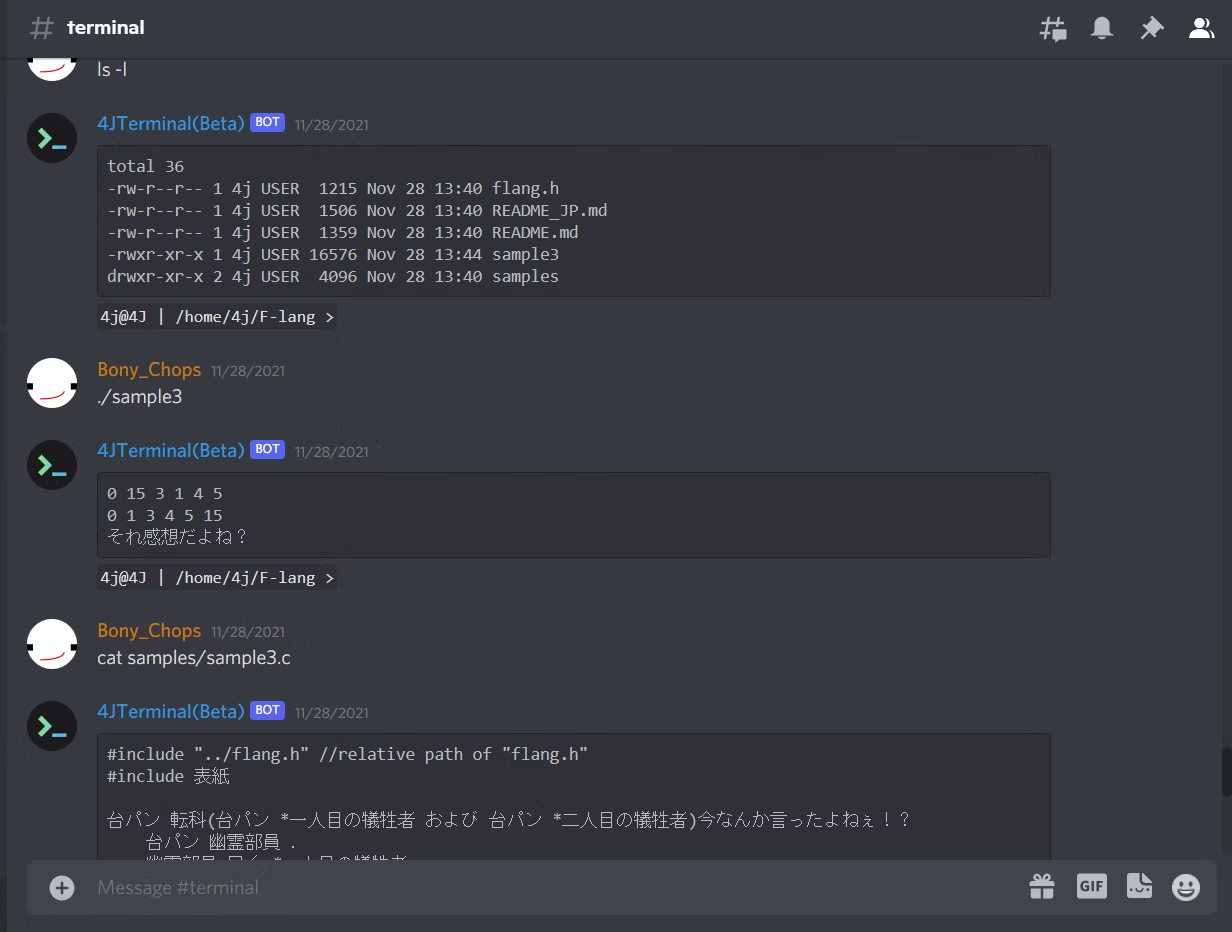 terminal
ls -l
4JTerminal(Beta) BOT 11/28/2021
total 36
-rw-r--r-- 1 4j USER  1215 Nov 28 13:40 flang.h
-rw-r--r-- 1 4j USER  1506 Nov 28 13:40 README_JP.md
-rw-r--r-- 1 4j USER  1359 Nov 28 13:40 README.md
-rwxr-xr-x 1 4j USER 16576 Nov 28 13:44 sample3
drwxr-xr-x 2 4j USER  4096 Nov 28 13:40 samples
4j@4J | /home/4j/F-lang >
Bony_Chops 11/28/2021
./sample3
4JTerminal(Beta) BOT 11/28/2021
0 15 3 1 4 5
0 1 3 4 5 15
それ感想だよね？
4j@4J | /home/4j/F-lang >
Bony_Chops 11/28/2021
cat samples/sample3.c
4JTerminal(Beta) BOT 11/28/2021
#include "../flang.h" //relative path of "flang.h"
#include 表紙
台パン 転科(台パン *一人目の犠牲者 および 台パン *二人目の犠牲者)今なんか言ったよねぇ！？
台パン 幽霊部員 .
Message #terminal
GIF